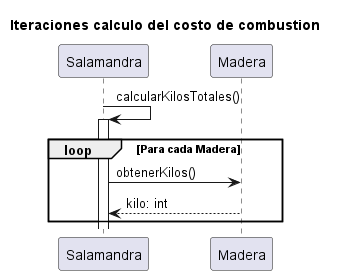 Iteraciones calculo del costo de combustion
Salamandra
Madera
calcularKilosTotales()
loop
[Para cada Madera]
obtenerKilos()
kilo: int
Salamandra
Madera